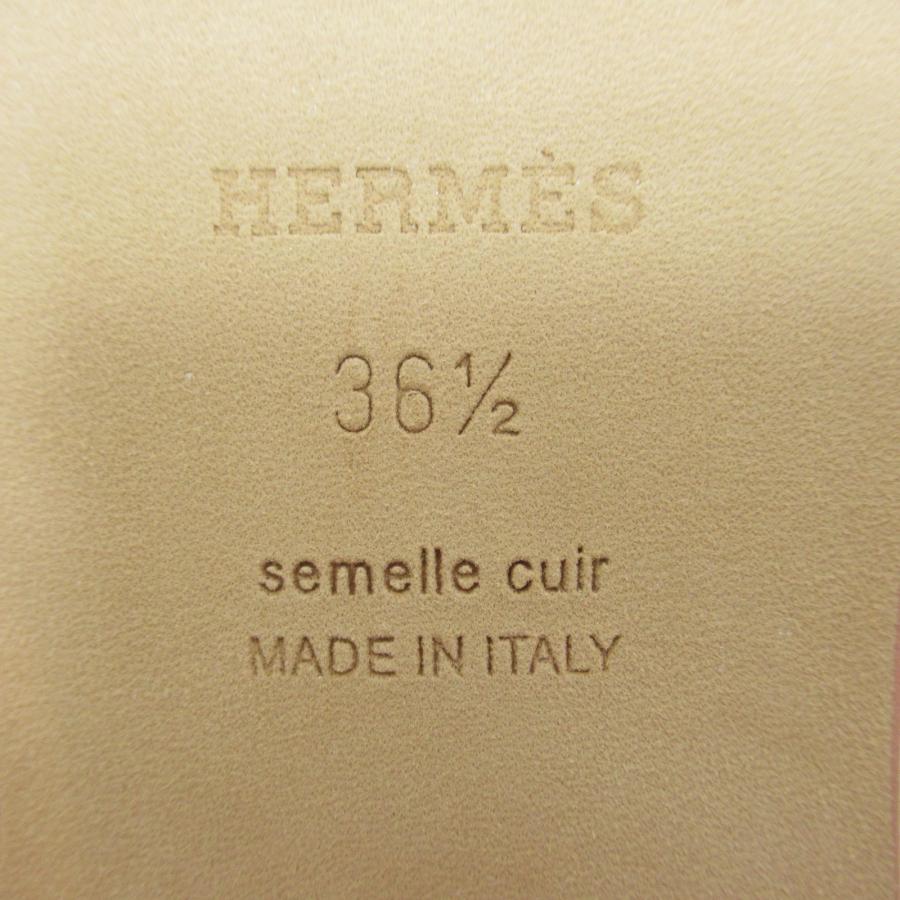 HERMÈS
36½
semelle cuir
MADE IN ITALY